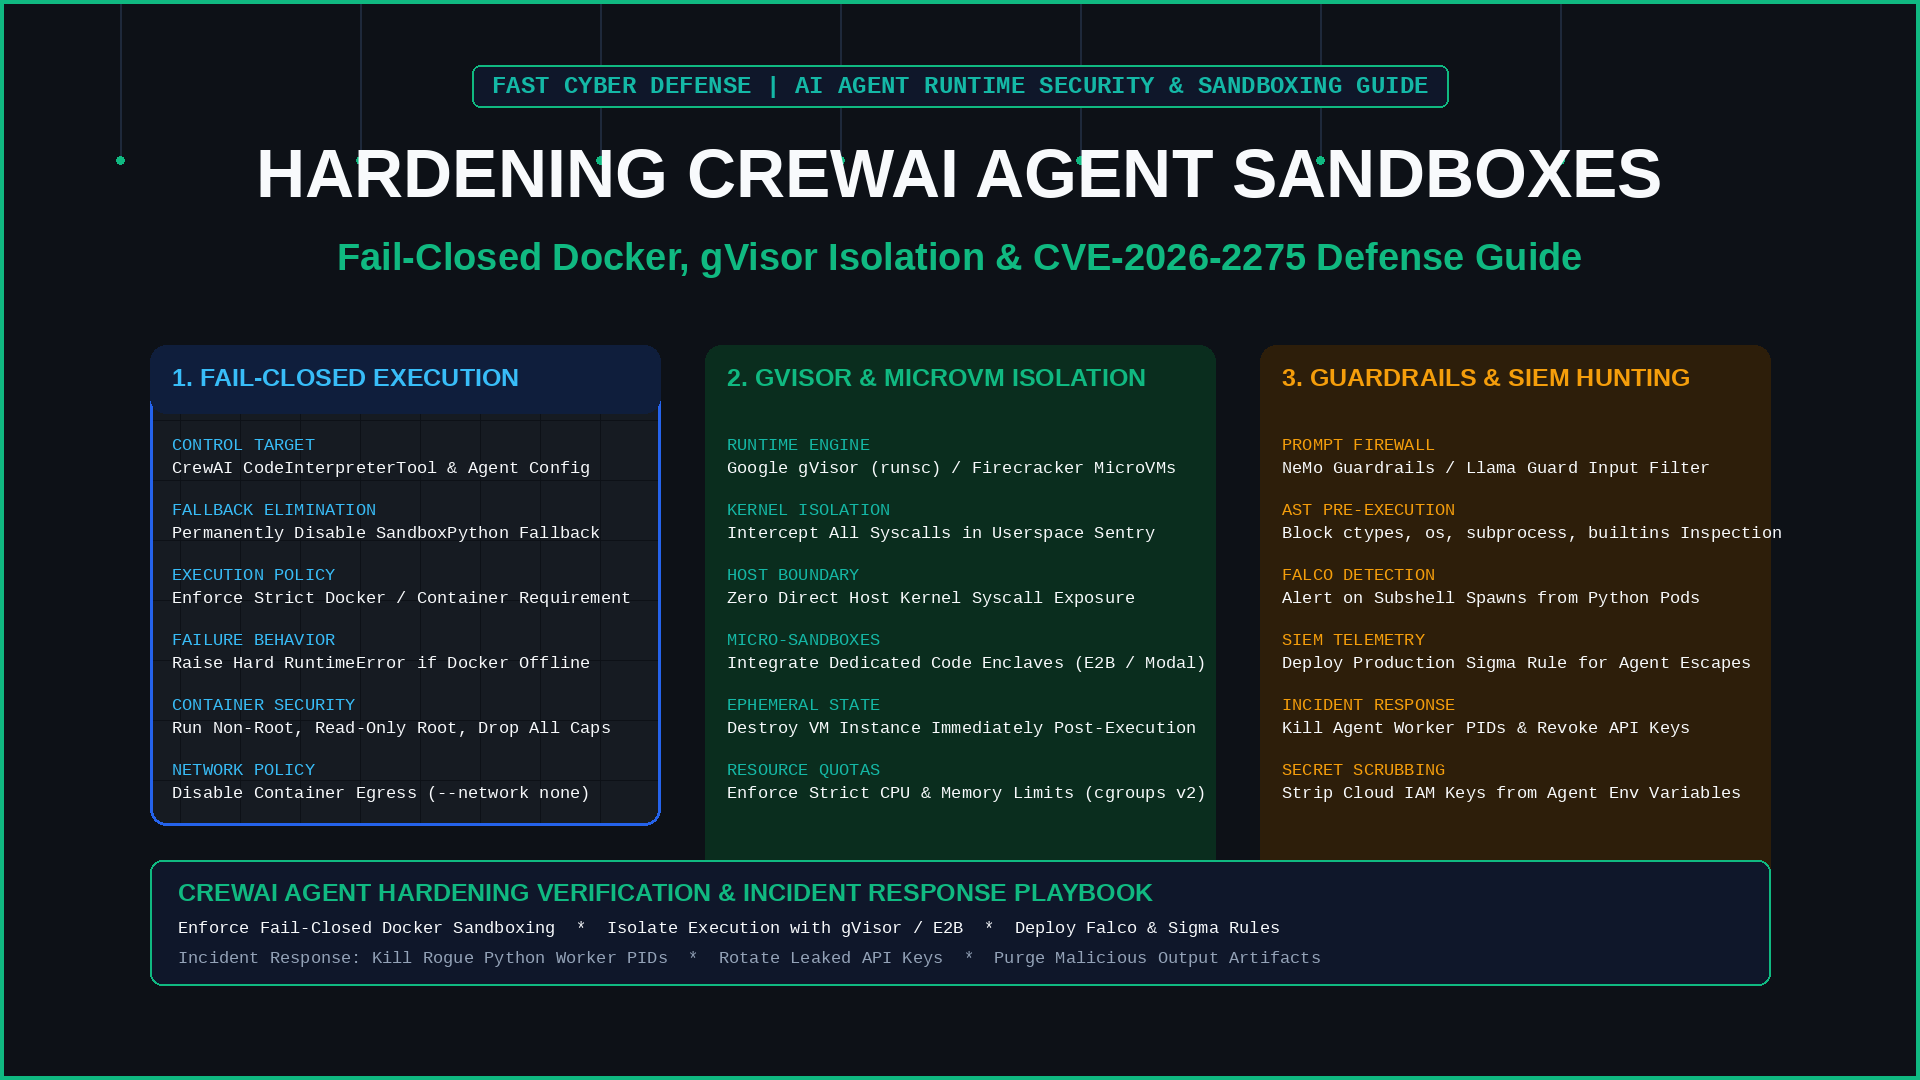 FAST CYBER DEFENSE | AI AGENT RUNTIME SECURITY & SANDBOXING GUIDE
HARDENING CREWAI AGENT SANDBOXES
Fail-Closed Docker, gVisor Isolation & CVE-2026-2275 Defense Guide
1. FAIL-CLOSED EXECUTION
CONTROL TARGET
CrewAI CodeInterpreterTool & Agent Config
FALLBACK ELIMINATION
Permanently Disable SandboxPython Fallback
EXECUTION POLICY
Enforce Strict Docker / Container Requirement
FAILURE BEHAVIOR
Raise Hard RuntimeError if Docker Offline
CONTAINER SECURITY
Run Non-Root, Read-Only Root, Drop All Caps
NETWORK POLICY
Disable Container Egress (--network none)
2. GVISOR & MICROVM ISOLATION
RUNTIME ENGINE
Google gVisor (runsc) / Firecracker MicroVMs
KERNEL ISOLATION
Intercept All Syscalls in Userspace Sentry
HOST BOUNDARY
Zero Direct Host Kernel Syscall Exposure
MICRO-SANDBOXES
Integrate Dedicated Code Enclaves (E2B / Modal)
EPHEMERAL STATE
Destroy VM Instance Immediately Post-Execution
RESOURCE QUOTAS
Enforce Strict CPU & Memory Limits (cgroups v2)
3. GUARDRAILS & SIEM HUNTING
PROMPT FIREWALL
NeMo Guardrails / Llama Guard Input Filter
AST PRE-EXECUTION
Block ctypes, os, subprocess, builtins Inspection
FALCO DETECTION
Alert on Subshell Spawns from Python Pods
SIEM TELEMETRY
Deploy Production Sigma Rule for Agent Escapes
INCIDENT RESPONSE
Kill Agent Worker PIDs & Revoke API Keys
SECRET SCRUBBING
Strip Cloud IAM Keys from Agent Env Variables
CREWAI AGENT HARDENING VERIFICATION & INCIDENT RESPONSE PLAYBOOK
Enforce Fail-Closed Docker Sandboxing * Isolate Execution with gVisor / E2B * Deploy Falco & Sigma Rules
Incident Response: Kill Rogue Python Worker PIDs * Rotate Leaked API Keys * Purge Malicious Output Artifacts